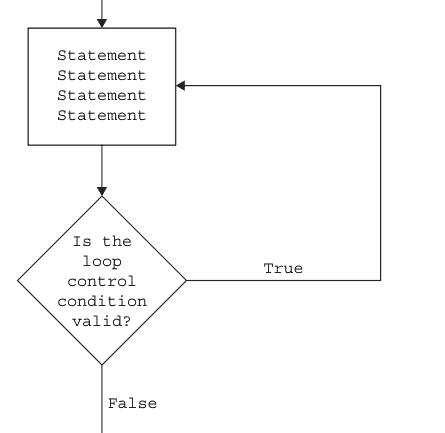 Statement
Statement
Statement
Statement
Is the
loop
control
condition
valid?
True
False